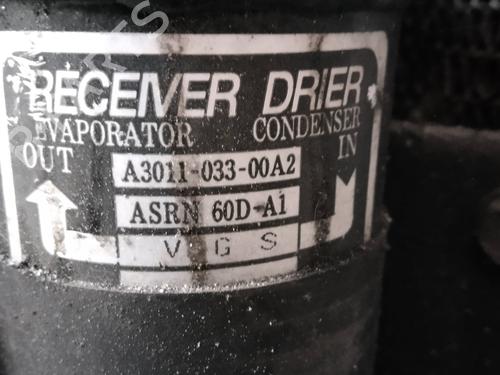 RECEIVER DRIER
EVAPORATOR CONDENSER
OUT IN
A3011-033-00A2
ASRN 60D-A1
V G S